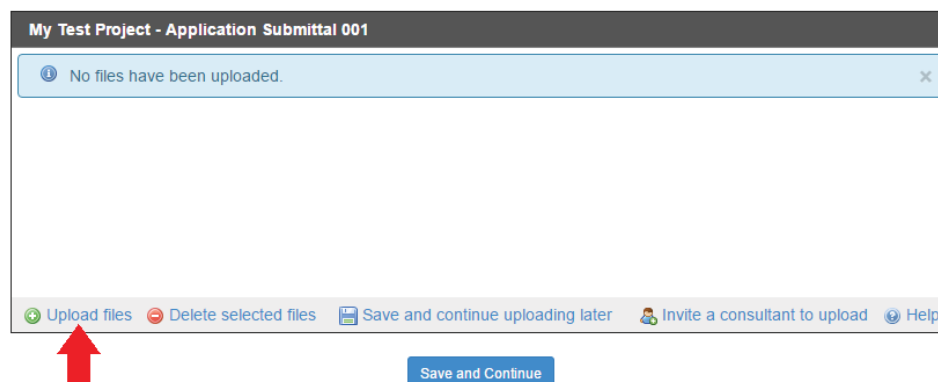 My Test Project - Application Submittal 001
No files have been uploaded.
Upload files Delete selected files Save and continue uploading later Invite a consultant to upload Help
Save and Continue